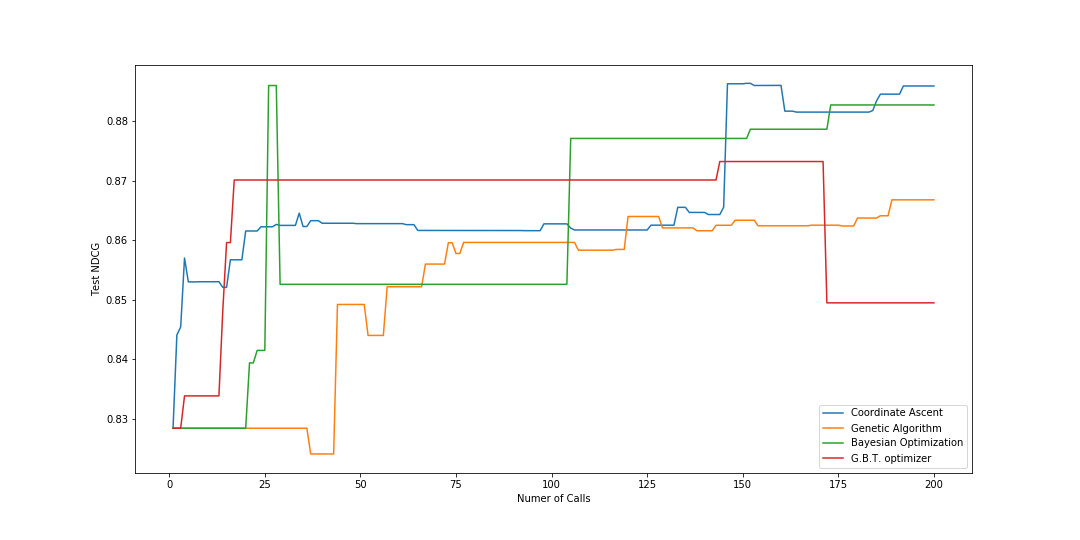 0.88
0.87
0.86
0.85
0.84
0.83
Test NDCG
0
25
50
75
100
125
150
175
200
Numer of Calls
Coordinate Ascent
Genetic Algorithm
Bayesian Optimization
G.B.T. optimizer